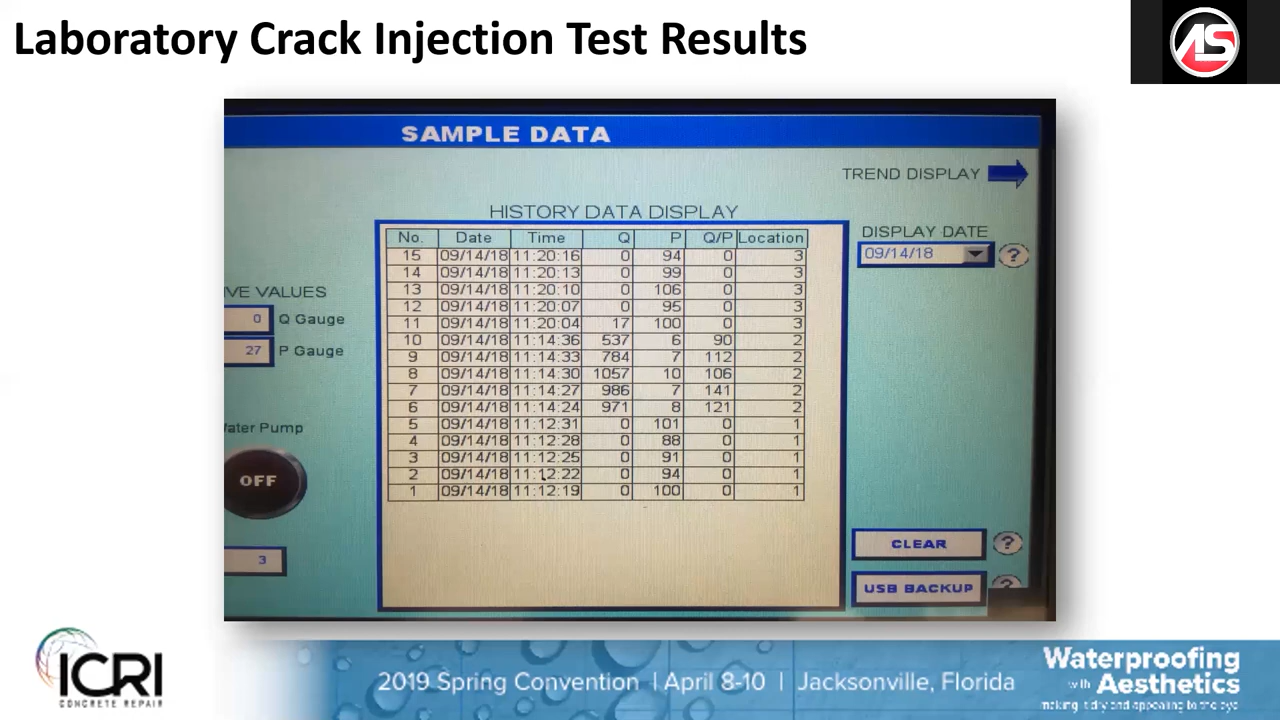 Laboratory Crack Injection Test Results
AS
SAMPLE DATA
TREND DISPLAY
HISTORY DATA DISPLAY
DISPLAY DATE
09/14/18
?
No. Date Time Q P Q/P Location
15 09/14/18 11:20:16 0 94 0 3
14 09/14/18 11:20:13 0 99 0 3
13 09/14/18 11:20:10 0 106 0 3
12 09/14/18 11:20:07 0 95 0 3
11 09/14/18 11:20:04 17 100 0 3
10 09/14/18 11:14:36 537 6 90 2
9 09/14/18 11:14:33 784 7 112 2
8 09/14/18 11:14:30 1057 10 106 2
7 09/14/18 11:14:27 986 7 141 2
6 09/14/18 11:14:24 971 8 121 2
5 09/14/18 11:12:31 0 101 0 1
4 09/14/18 11:12:28 0 88 0 1
3 09/14/18 11:12:25 0 91 0 1
2 09/14/18 11:12:22 0 94 0 1
1 09/14/18 11:12:19 0 100 0 1
VE VALUES
0 Q Gauge
27 P Gauge
ater Pump
OFF
3
CLEAR ?
USB BACKUP ?
ICRI
CONCRETE REPAIR
2019 Spring Convention | April 8-10 | Jacksonville, Florida
Waterproofing
with Aesthetics
making it dry and appealing to the eye